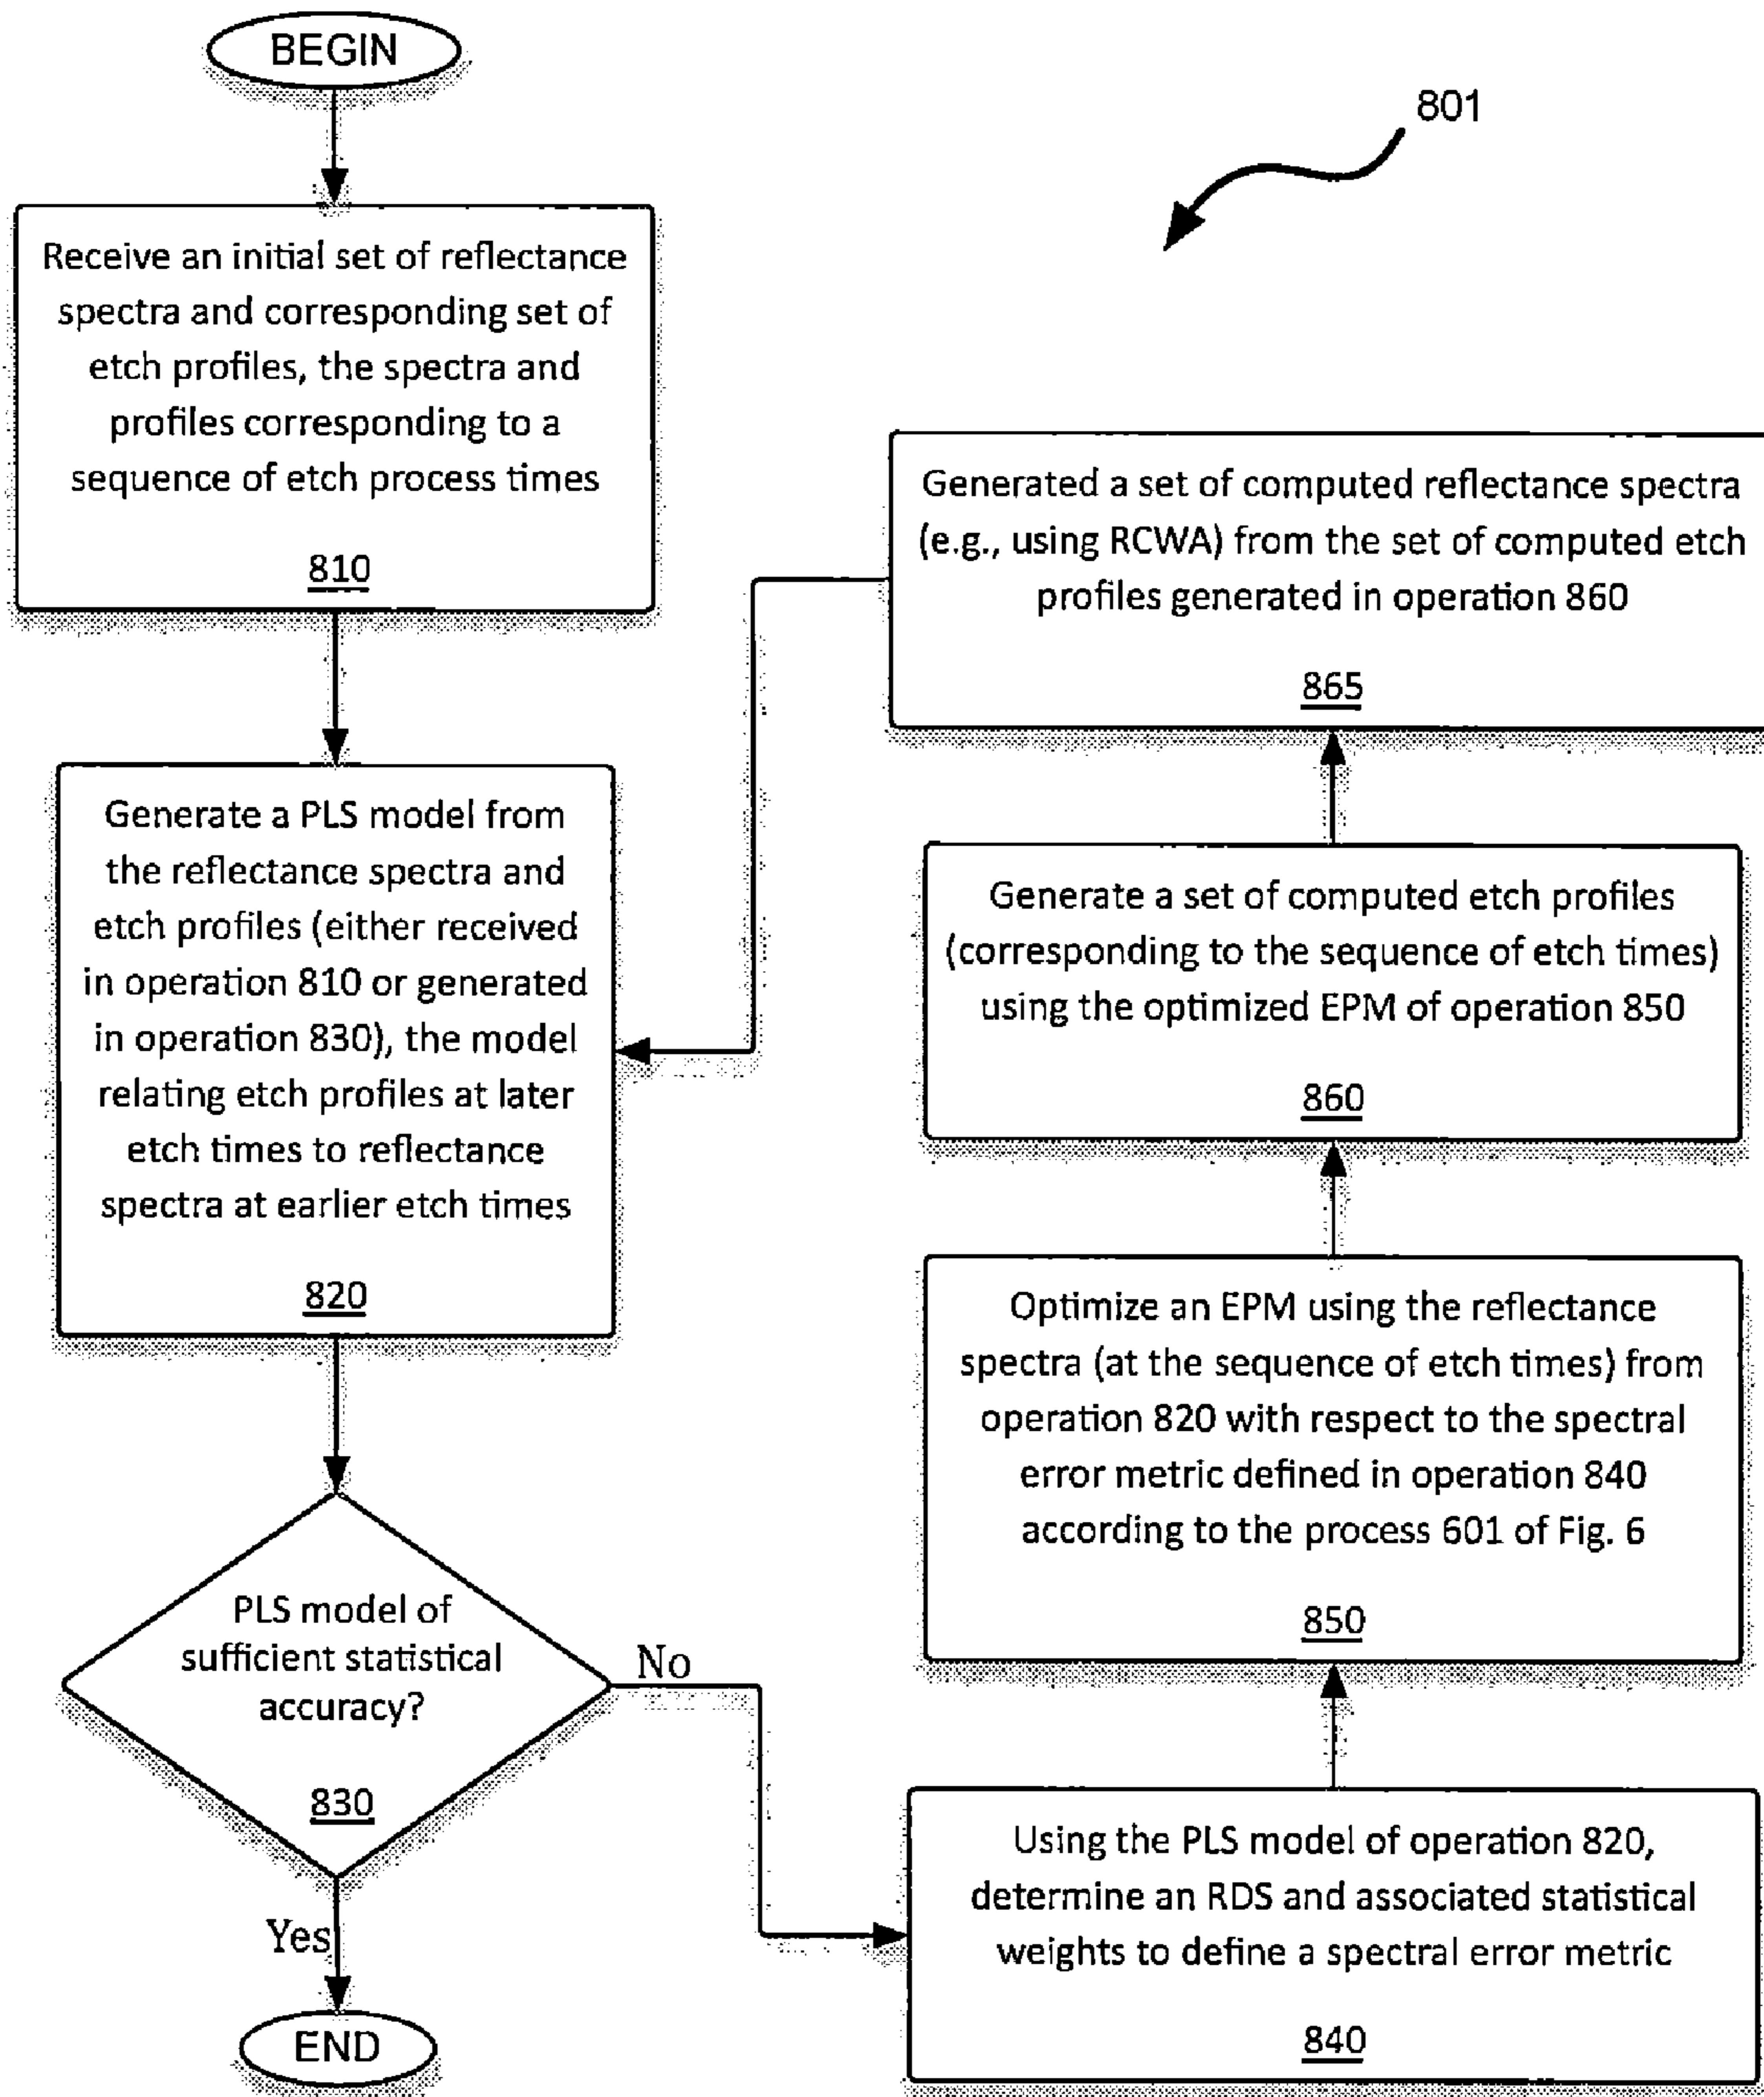 BEGIN
801
Receive an initial set of reflectance
spectra and corresponding set of
etch profiles, the spectra and
profiles corresponding to a
sequence of etch process times
810
Generate a PLS model from
the reflectance spectra and
etch profiles (either received
in operation 810 or generated
in operation 830), the model
relating etch profiles at later
etch times to reflectance
spectra at earlier etch times
820
PLS model of
sufficient statistical
accuracy?
830
No
Yes
END
Using the PLS model of operation 820,
determine an RDS and associated statistical
weights to define a spectral error metric
840
Optimize an EPM using the reflectance
spectra (at the sequence of etch times) from
operation 820 with respect to the spectral
error metric defined in operation 840
according to the process 601 of Fig. 6
850
Generate a set of computed etch profiles
(corresponding to the sequence of etch times)
using the optimized EPM of operation 850
860
Generated a set of computed reflectance spectra
(e.g., using RCWA) from the set of computed etch
profiles generated in operation 860
865